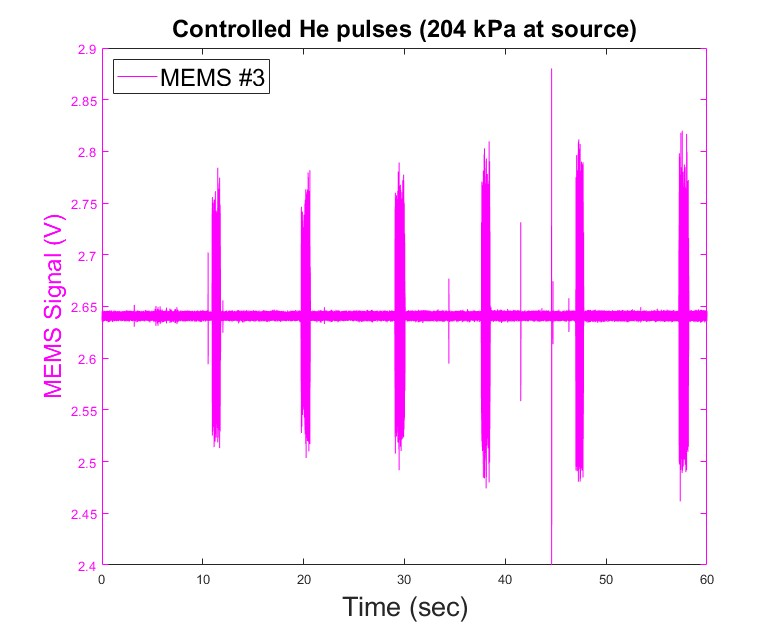 Controlled He pulses (204 kPa at source)
MEMS #3
MEMS Signal (V)
2.9
2.85
2.8
2.75
2.7
2.65
2.6
2.55
2.5
2.45
2.4
0 10 20 30 40 50 60
Time (sec)